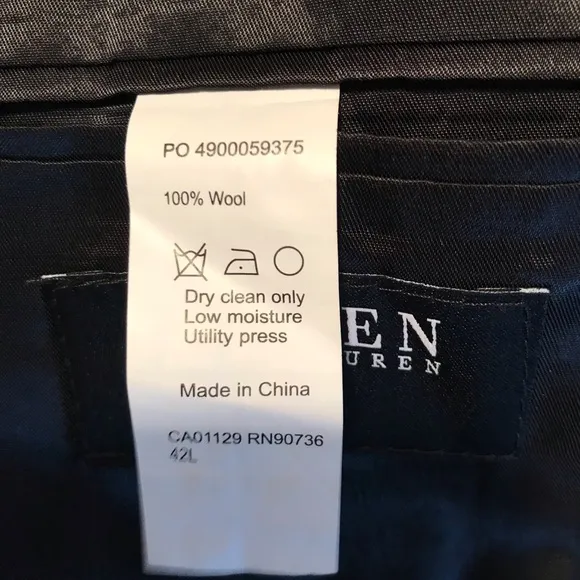 PO 4900059375
100% Wool
Dry clean only
Low moisture
Utility press
EN
UREN
Made in China
CA01129 RN90736
42L